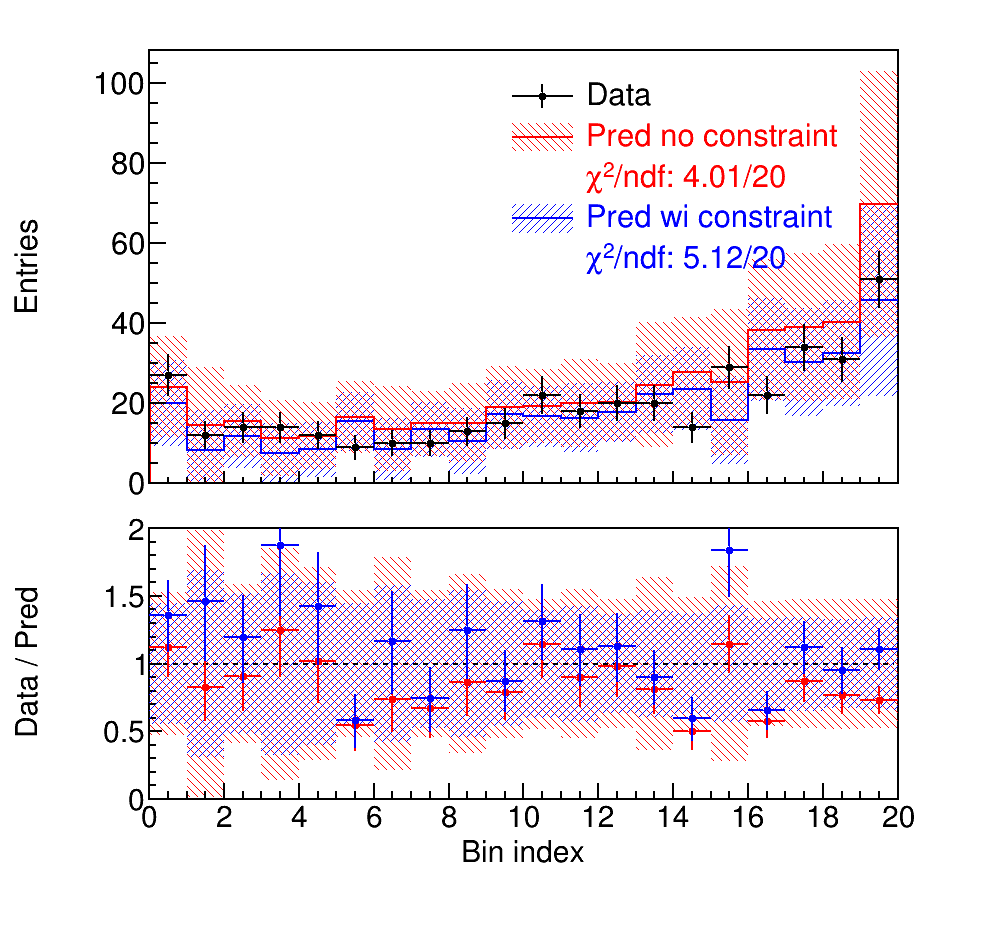 100
80
60
40
20
0
Entries
Data
Pred no constraint
χ²/ndf: 4.01/20
Pred wi constraint
χ²/ndf: 5.12/20
2
1.5
1
0.5
0
Data / Pred
0 2 4 6 8 10 12 14 16 18 20
Bin index